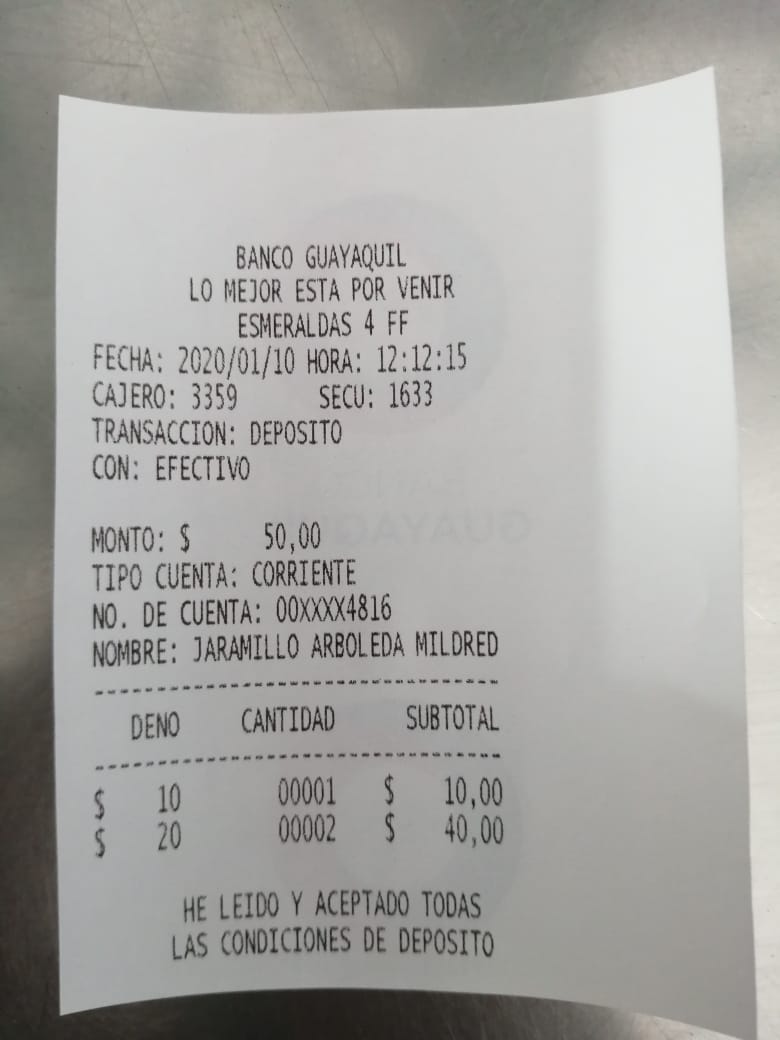 BANCO GUAYAQUIL
LO MEJOR ESTA POR VENIR
ESMERALDAS 4 FF
FECHA: 2020/01/10 HORA: 12:12:15
CAJERO: 3359 SECU: 1633
TRANSACCION: DEPOSITO
CON: EFECTIVO
MONTO: $ 50,00
TIPO CUENTA: CORRIENTE
NO. DE CUENTA: 00XXXX4816
NOMBRE: JARAMILLO ARBOLEDA MILDRED
DENO CANTIDAD SUBTOTAL
$ 10 00001 $ 10,00
$ 20 00002 $ 40,00
HE LEIDO Y ACEPTADO TODAS
LAS CONDICIONES DE DEPOSITO